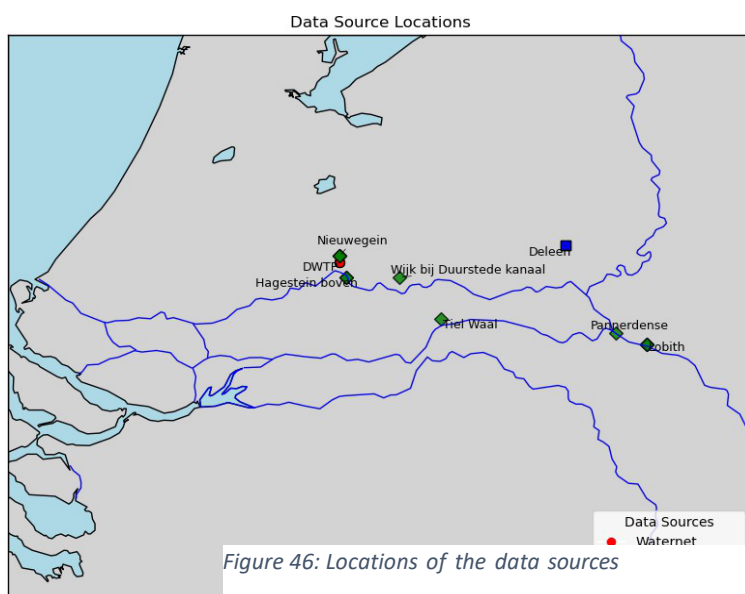 Data Source Locations
Nieuwegein
Deleen
DWTP
Wijk bij Duurstede kanaal
Hagestein boven
Tiel Waal
Pannerdense
Lobith
Data Sources
Waternet
Figure 46: Locations of the data sources